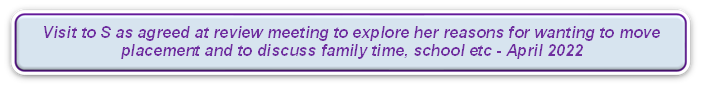 Visit to S as agreed at review meeting to explore her reasons for wanting to move
placement and to discuss family time, school etc - April 2022